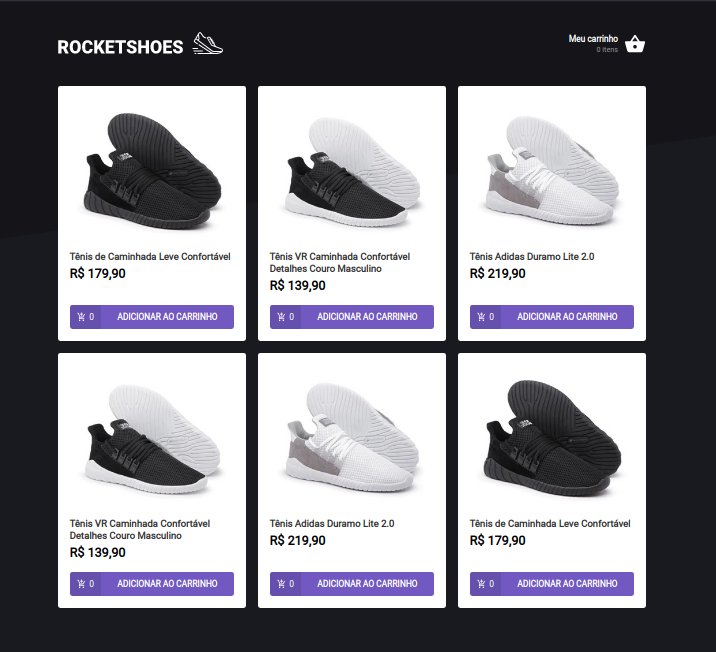 ROCKETSHOES
Meu carrinho
0 itens
Tênis de Caminhada Leve Confortável
R$ 179,90
0 ADICIONAR AO CARRINHO
Tênis VR Caminhada Confortável
Detalhes Couro Masculino
R$ 139,90
0 ADICIONAR AO CARRINHO
Tênis Adidas Duramo Lite 2.0
R$ 219,90
0 ADICIONAR AO CARRINHO
Tênis VR Caminhada Confortável
Detalhes Couro Masculino
R$ 139,90
0 ADICIONAR AO CARRINHO
Tênis Adidas Duramo Lite 2.0
R$ 219,90
0 ADICIONAR AO CARRINHO
Tênis de Caminhada Leve Confortável
R$ 179,90
0 ADICIONAR AO CARRINHO